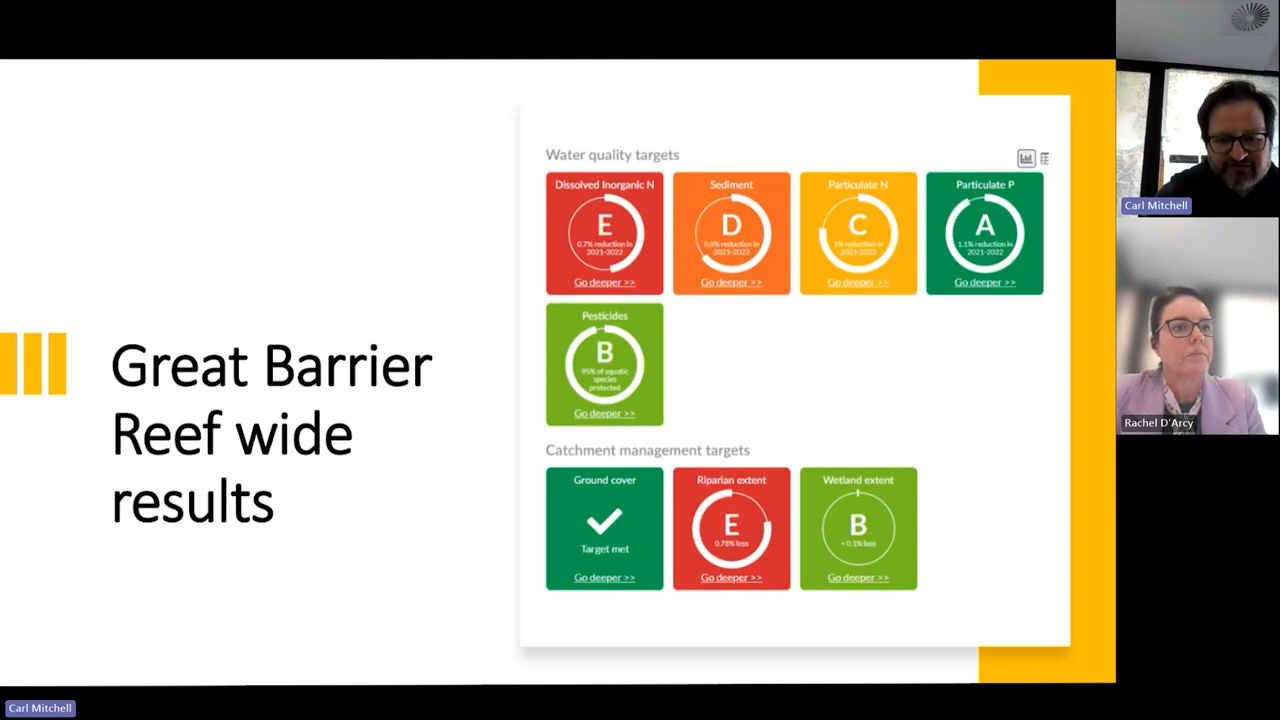 Great Barrier
Reef wide
results
Water quality targets
Dissolved Inorganic N
E
0.7% reduction in
2021-2022
Go deeper >>
Sediment
D
0.8% reduction in
2021-2022
Go deeper >>
Particulate N
C
1% reduction in
2021-2022
Go deeper >>
Particulate P
A
1.1% reduction in
2021-2022
Go deeper >>
Pesticides
B
95% of aquatic
species
protected
Go deeper >>
Catchment management targets
Ground cover
Target met
Go deeper >>
Riparian extent
E
0.78% loss
Go deeper >>
Wetland extent
B
< 0.1% loss
Go deeper >>
Carl Mitchell
Rachel D'Arcy
Carl Mitchell